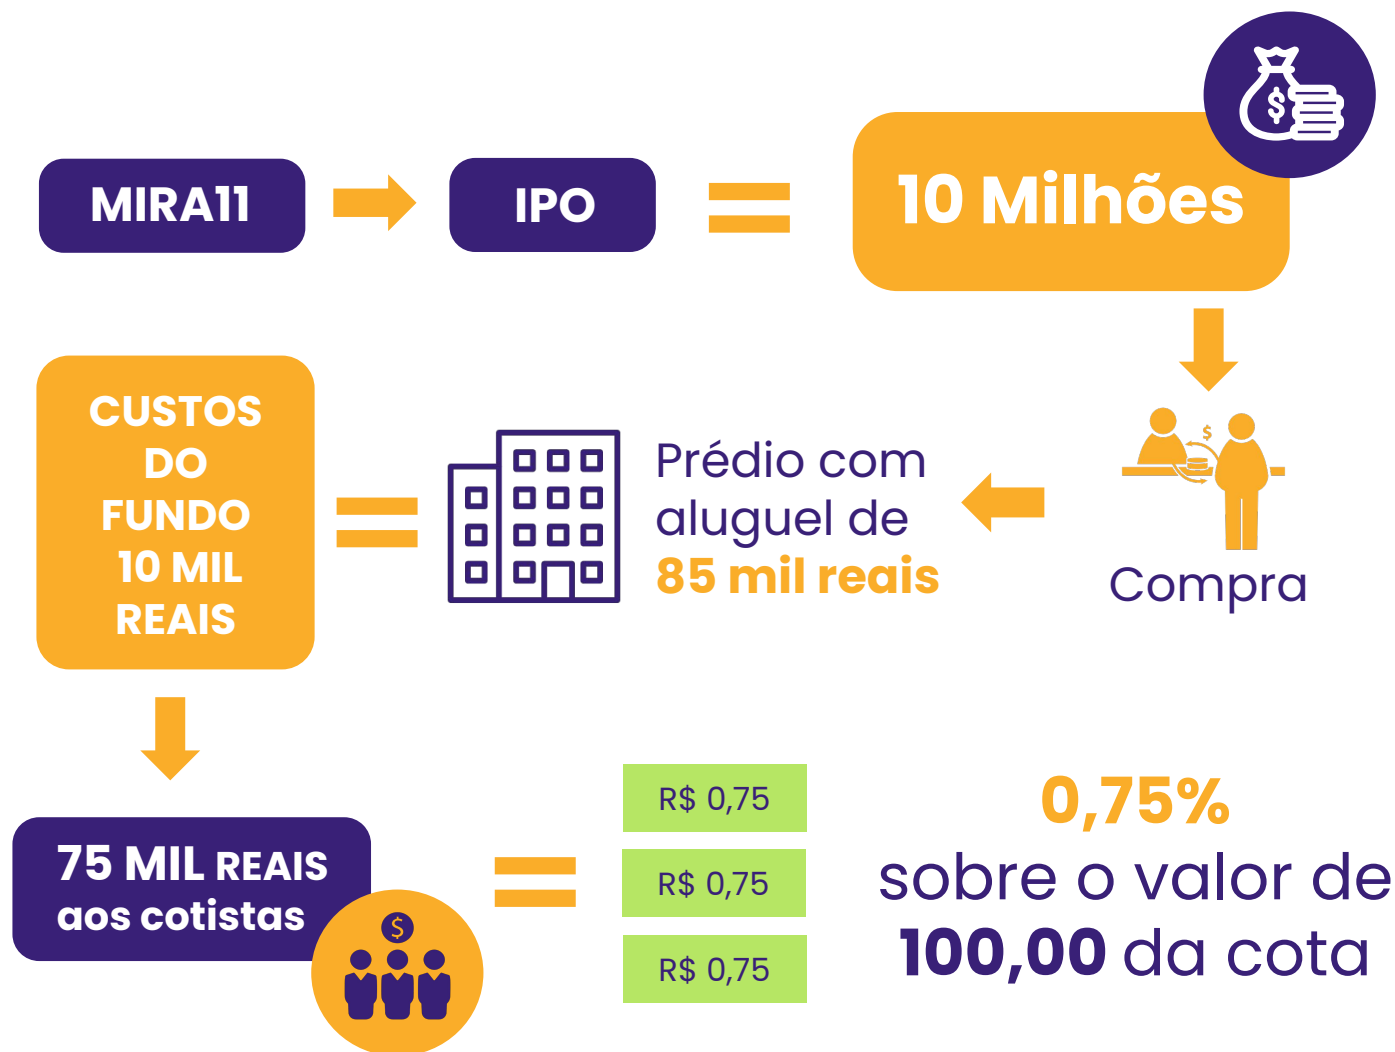 MIRA11
IPO
10 Milhões
$
CUSTOS
DO
FUNDO
10 MIL
REAIS
Prédio com
aluguel de
85 mil reais
$
Compra
75 MIL REAIS
aos cotistas
$
R$ 0,75
R$ 0,75
R$ 0,75
0,75%
sobre o valor de
100,00 da cota